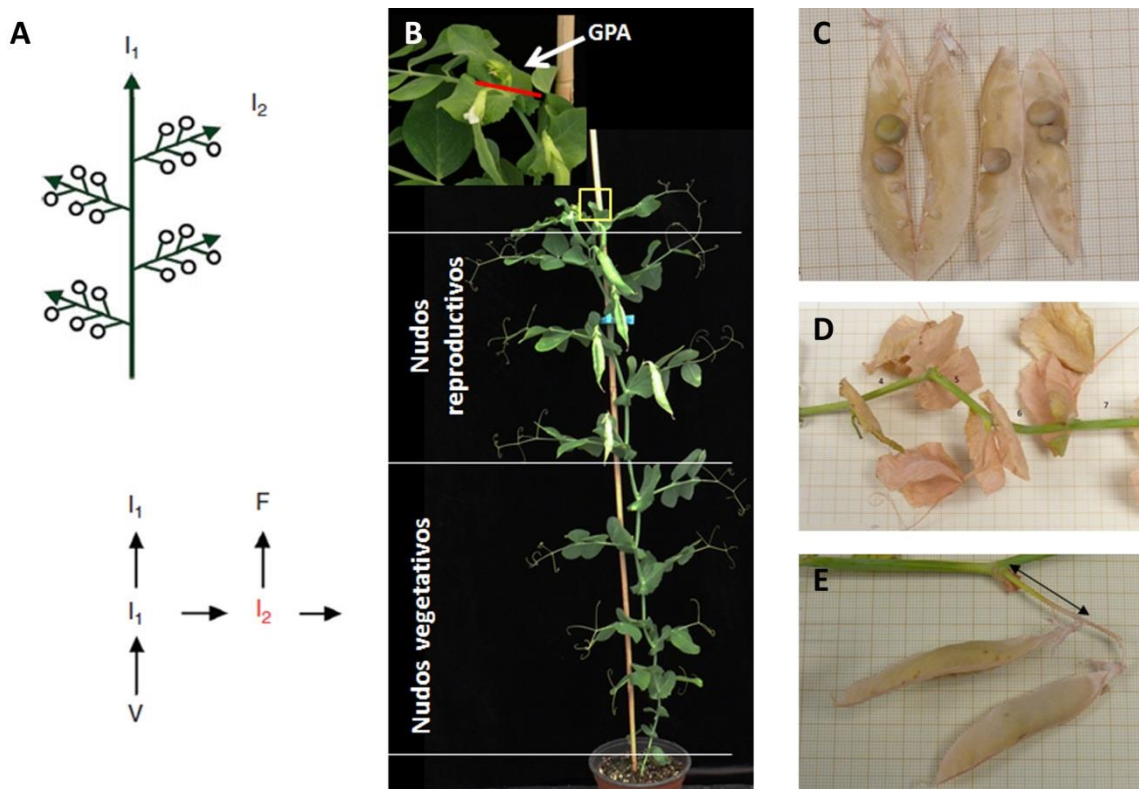 A
I₁
I₂
I₁
F
I₁
I₂
V
B
GPA
Nudos
reproductivos
Nudos vegetativos
C
D
4
5
6
7
E